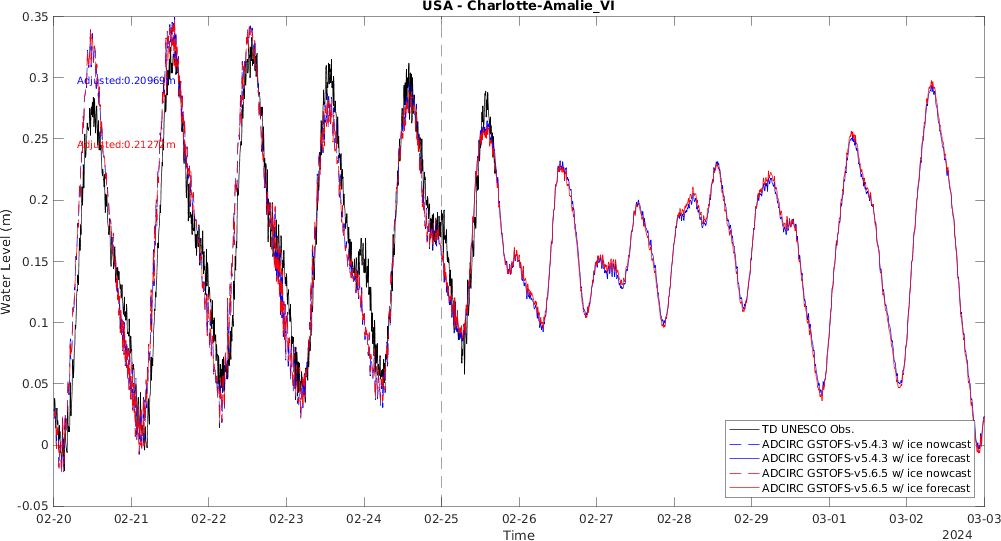 USA - Charlotte-Amalie_VI
0.35
0.3
0.25
0.2
0.15
0.1
0.05
0
-0.05
Water Level (m)
Adjusted:0.20969m
Adjusted:0.21272m
TD UNESCO Obs.
ADCIRC GSTOFS-v5.4.3 w/ ice nowcast
ADCIRC GSTOFS-v5.4.3 w/ ice forecast
ADCIRC GSTOFS-v5.6.5 w/ ice nowcast
ADCIRC GSTOFS-v5.6.5 w/ ice forecast
02-20 02-21 02-22 02-23 02-24 02-25 02-26 02-27 02-28 02-29 03-01 03-02 03-03
Time
2024